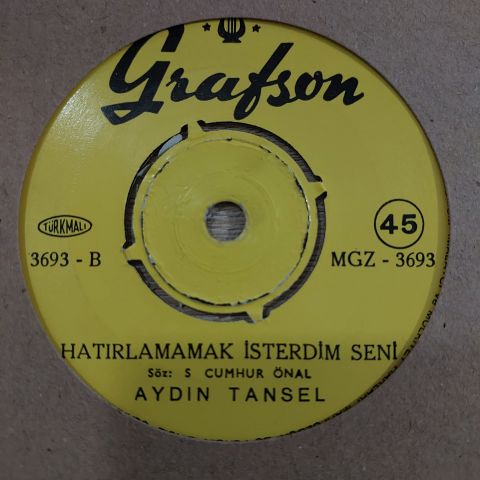 Grafson
TÜRKMALI
45
3693 - B
MGZ - 3693
HATIRLAMAMAK İSTERDİM SENİ
Söz: S CUMHUR ÖNAL
AYDIN TANSEL